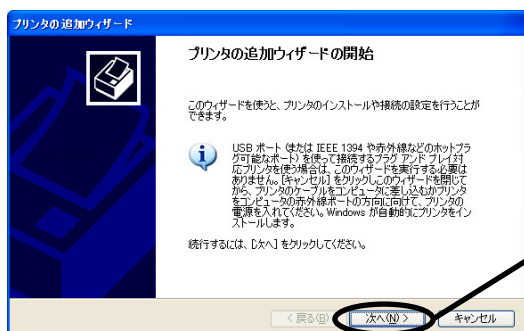 プリンタの追加ウィザード
プリンタの追加ウィザードの開始
このウィザードを使うと、プリンタのインストールや接続の設定を行うことが
できます。
USB ポート (または IEEE 1394 や赤外線などのホットプラ
グ可能なポート) を使って接続するプラグ アンド プレイ対
応プリンタを使う場合は、このウィザードを実行する必要は
ありません。[キャンセル] をクリックしこのウィザードを閉じて
から、プリンタのケーブルをコンピュータに差し込むかプリンタ
をコンピュータの赤外線ポートの方向に向けて、プリンタの
電源を入れてください。Windows が自動的にプリンタをイン
ストールします。
続行するには、[次へ] をクリックしてください。
< 戻る(B) 次へ(N) > キャンセル